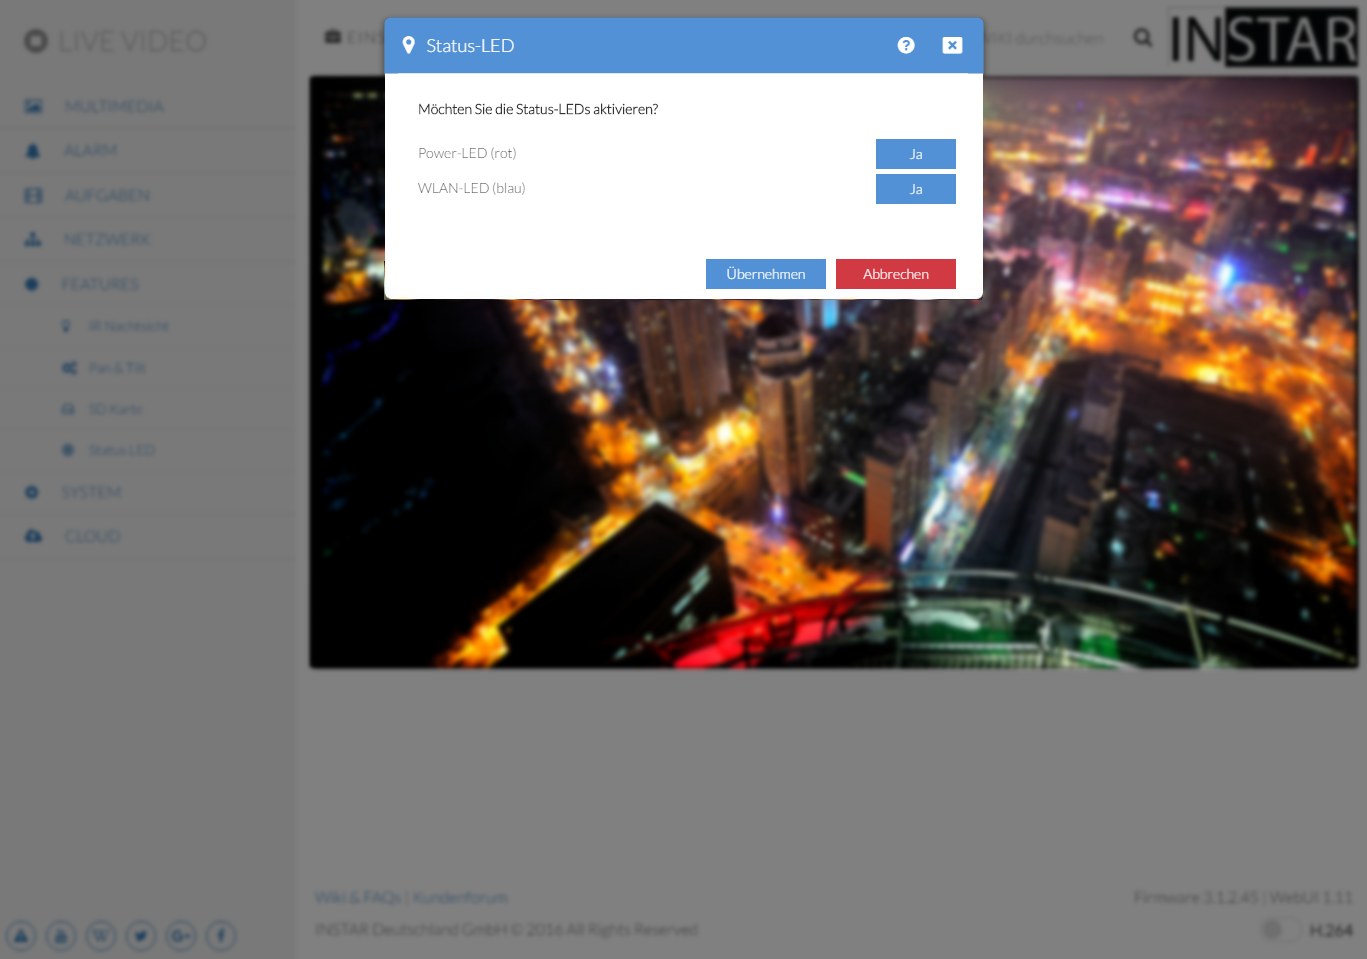 LIVE VIDEO
MULTIMEDIA
ALARM
AUFGABEN
NETZWERK
FEATURES
IR Nachtsicht
Pan & Tilt
SD-Karte
Status LED
SYSTEM
CLOUD
EINS
durchsuchen
INSTAR
Status-LED
Möchten Sie die Status-LEDs aktivieren?
Power-LED (rot) Ja
WLAN-LED (blau) Ja
Übernehmen Abbrechen
Wiki & FAQs | Kundenforum
Firmware 3.1.2.45 | WebUI 1.11
INSTAR Deutschland GmbH © 2016 All Rights Reserved
H.264